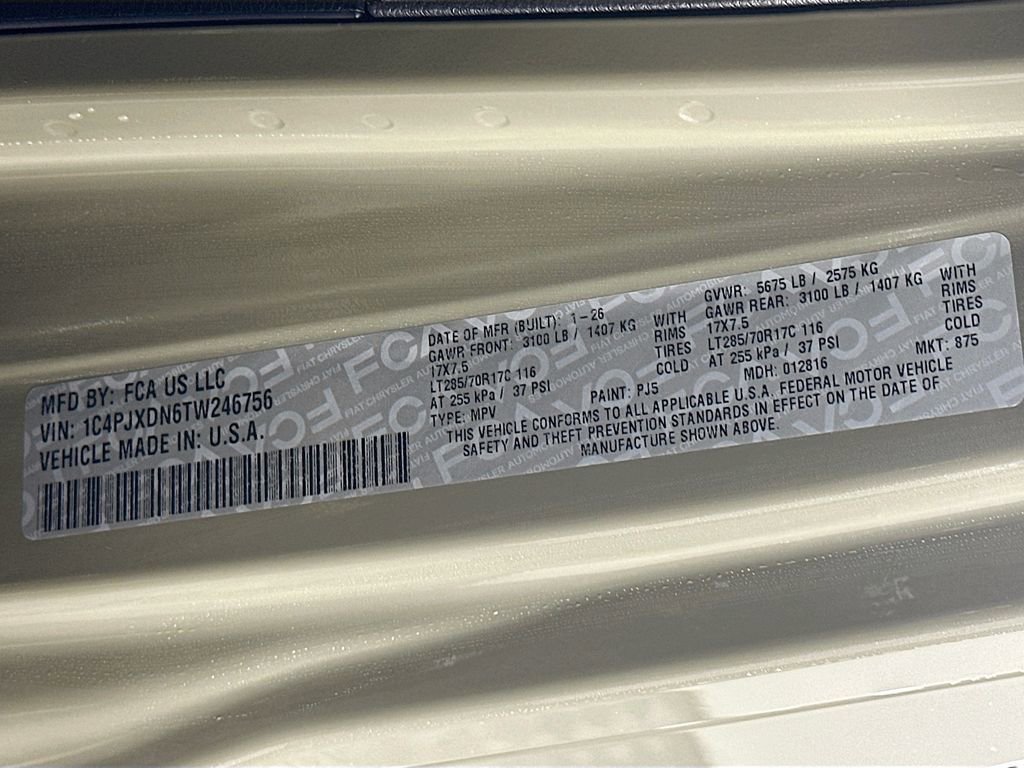 MFD BY: FCA US LLC
VIN: 1C4PJXDN6TW246756
VEHICLE MADE IN: U.S.A.
DATE OF MFR (BUILT): 1-26
GAWR FRONT: 3100 LB / 1407 KG WITH
17X7.5 RIMS
LT285/70R17C 116 TIRES
AT 255 kPa / 37 PSI COLD
TYPE: MPV PAINT: PJ5
GVWR: 5675 LB / 2575 KG
GAWR REAR: 3100 LB / 1407 KG WITH
17X7.5 RIMS
LT285/70R17C 116 TIRES
AT 255 kPa / 37 PSI COLD
MDH: 012816 MKT: 875
THIS VEHICLE CONFORMS TO ALL APPLICABLE U.S.A. FEDERAL MOTOR VEHICLE
SAFETY AND THEFT PREVENTION STANDARDS IN EFFECT ON THE DATE OF
MANUFACTURE SHOWN ABOVE.